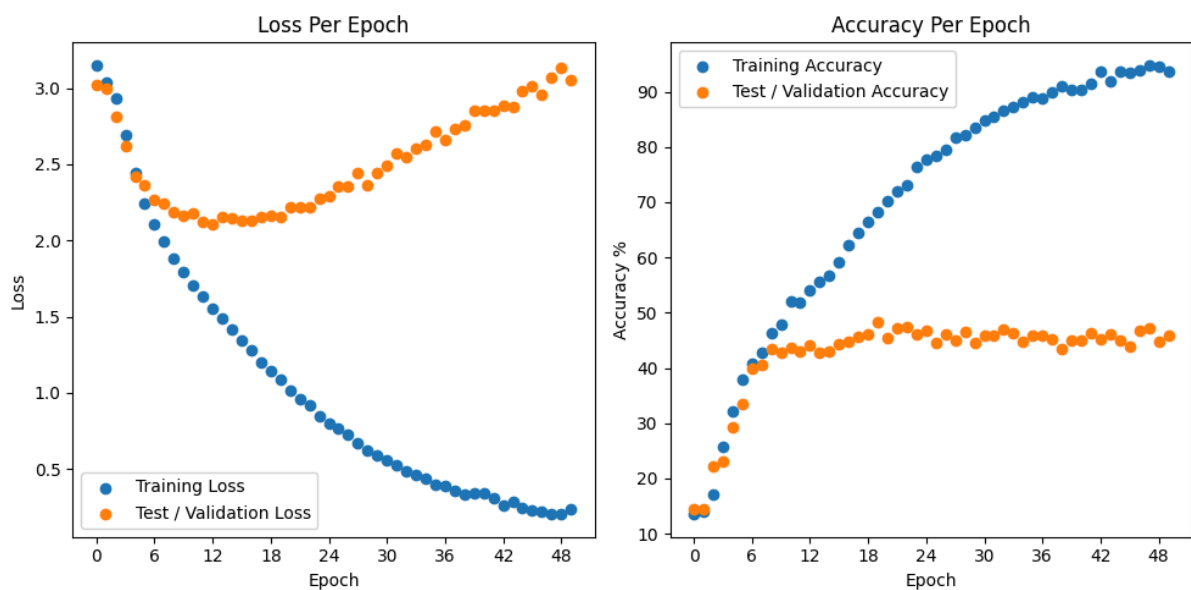 Loss Per Epoch
3.0
2.5
2.0
1.5
1.0
0.5
Loss
Training Loss
Test / Validation Loss
0 6 12 18 24 30 36 42 48
Epoch
Accuracy Per Epoch
90
80
70
60
50
40
30
20
10
Accuracy %
Training Accuracy
Test / Validation Accuracy
0 6 12 18 24 30 36 42 48
Epoch